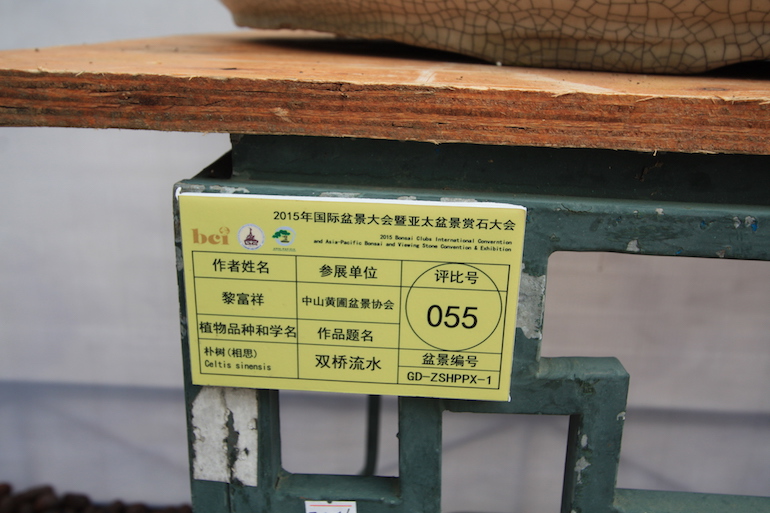 2015年国际盆景大会暨亚太盆景赏石大会
bci
2015 Bonsai Clubs International Convention
and Asia-Pacific Bonsai and Viewing Stone Convention & Exhibition
作者姓名 参展单位 评比号
黎富祥 中山黄圃盆景协会 055
植物品种和学名 作品题名
朴树(相思) 双桥流水 盆景编号
Celtis sinensis GD-ZSHPPX-1